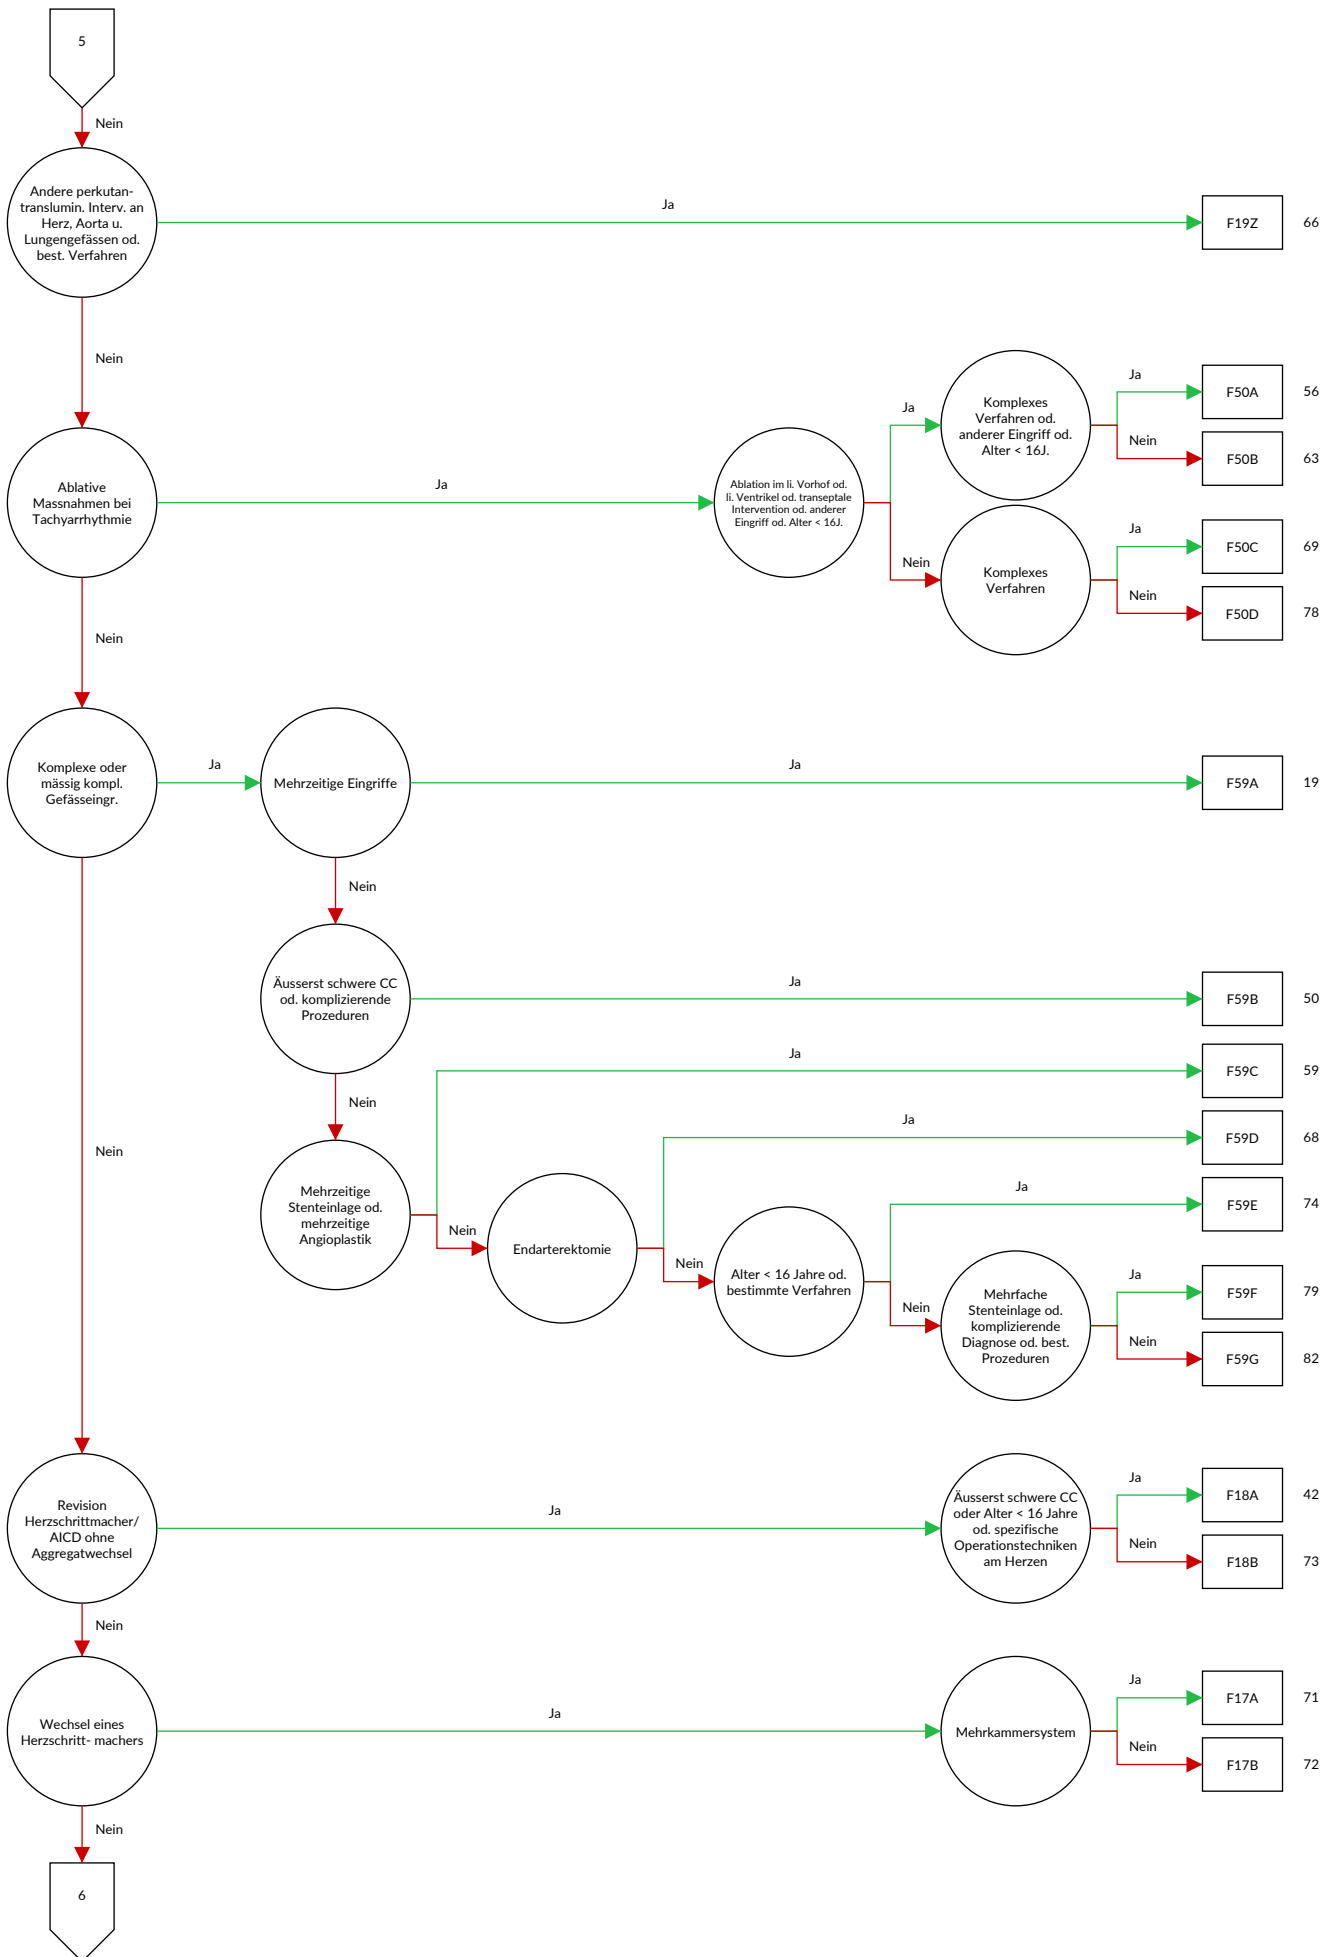 5
Nein
Andere perkutan-
translumin. Interv. an
Herz, Aorta u.
Lungengefässen od.
best. Verfahren
Ja
F19Z
66
Nein
Ablative
Massnahmen bei
Tachyarrhythmie
Ja
Ablation im li. Vorhof od.
li. Ventrikel od. transeptale
Intervention od. anderer
Eingriff od. Alter < 16J.
Ja
Komplexes
Verfahren od.
anderer Eingriff od.
Alter < 16J.
Ja
F50A
56
Nein
F50B
63
Nein
Komplexes
Verfahren
Ja
F50C
69
Nein
F50D
78
Nein
Komplexe oder
mässig kompl.
Gefässeingr.
Ja
Mehrzeitige Eingriffe
Ja
F59A
19
Nein
Äusserst schwere CC
od. komplizierende
Prozeduren
Ja
F59B
50
Nein
Mehrzeitige
Stenteinlage od.
mehrzeitige
Angioplastik
Ja
F59C
59
Nein
Endarterektomie
Ja
F59D
68
Nein
Alter < 16 Jahre od.
bestimmte Verfahren
Ja
F59E
74
Nein
Mehrfache
Stenteinlage od.
komplizierende
Diagnose od. best.
Prozeduren
Ja
F59F
79
Nein
F59G
82
Nein
Revision
Herzschrittmacher/
AICD ohne
Aggregatwechsel
Ja
Äusserst schwere CC
oder Alter < 16 Jahre
od. spezifische
Operationstechniken
am Herzen
Ja
F18A
42
Nein
F18B
73
Nein
Wechsel eines
Herzschritt- machers
Ja
Mehrkammersystem
Ja
F17A
71
Nein
F17B
72
Nein
6